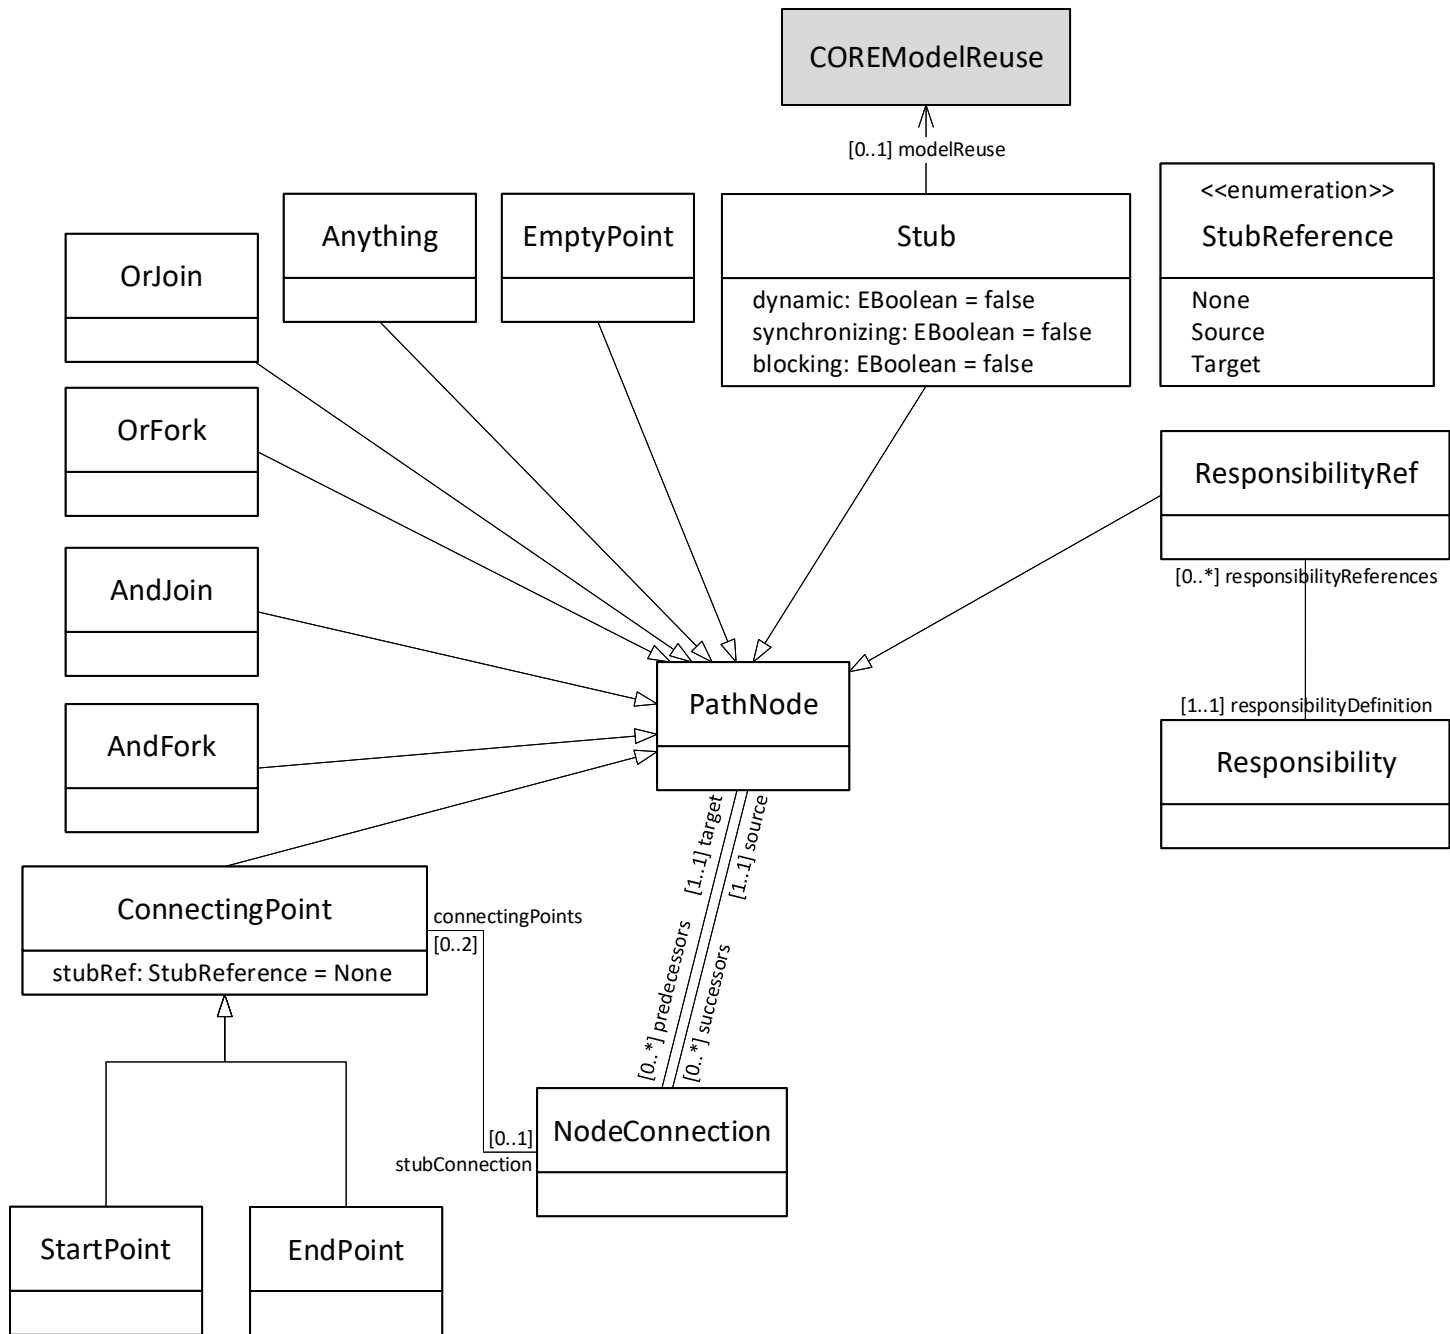 COREModelReuse
[0..1] modelReuse
<<enumeration>>
StubReference
None
Source
Target
Stub
dynamic: EBoolean = false
synchronizing: EBoolean = false
blocking: EBoolean = false
Anything
EmptyPoint
OrJoin
OrFork
AndJoin
AndFork
ResponsibilityRef
[0..*] responsibilityReferences
[1..1] responsibilityDefinition
Responsibility
PathNode
[1..1] target
[1..1] source
[0..*] predecessors
[0..*] successors
ConnectingPoint
stubRef: StubReference = None
connectingPoints
[0..2]
[0..1]
stubConnection
NodeConnection
StartPoint
EndPoint